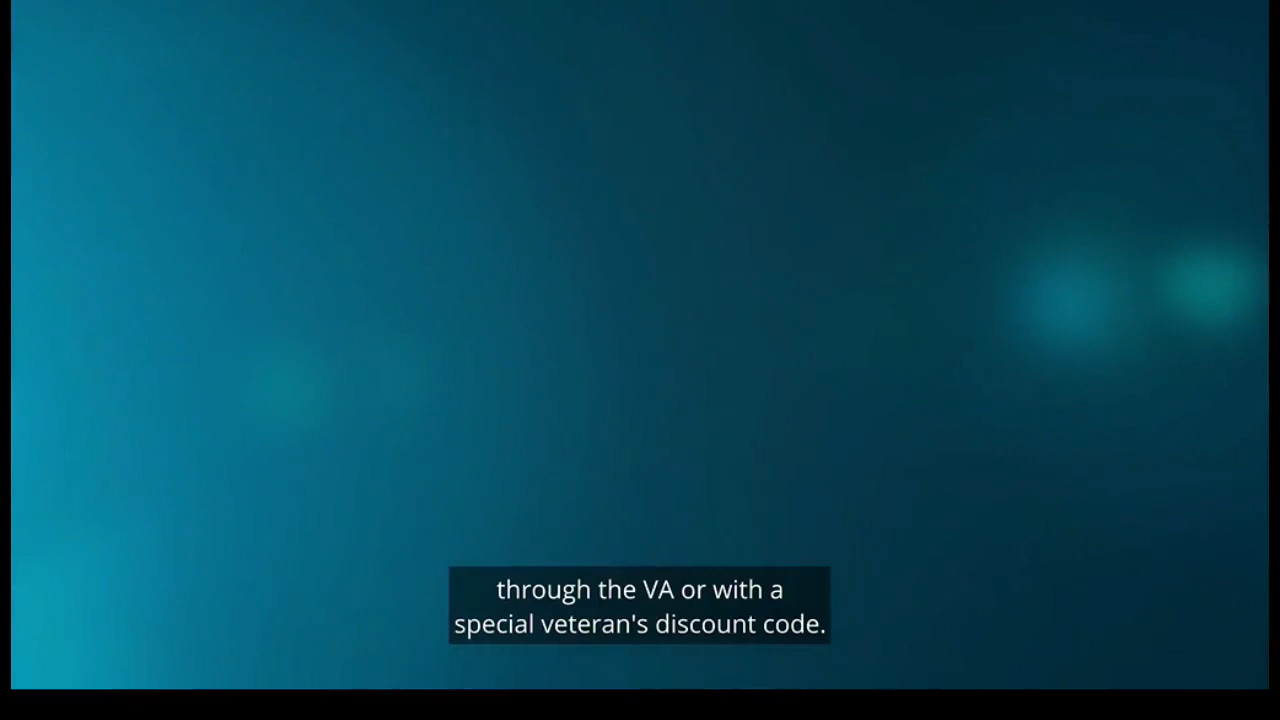 through the VA or with a
special veteran's discount code.